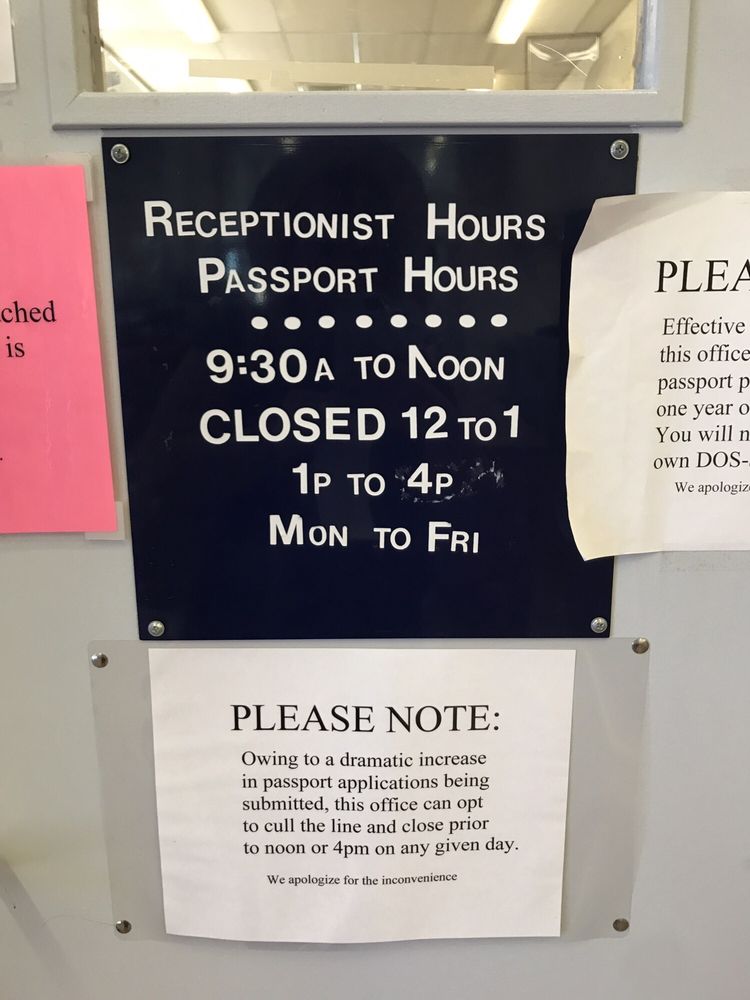 ched
is
.
RECEPTIONIST HOURS
PASSPORT HOURS
9:30A TO NOON
CLOSED 12 TO 1
1P TO 4P
MON TO FRI
Effective
this office
passport
one year
You will
own
We
PLEASE NOTE:
Owing to a dramatic increase
in passport applications being
submitted, this office can opt
to cull the line and close prior
to noon or 4pm on any given day.
We apologize for the inconvenience